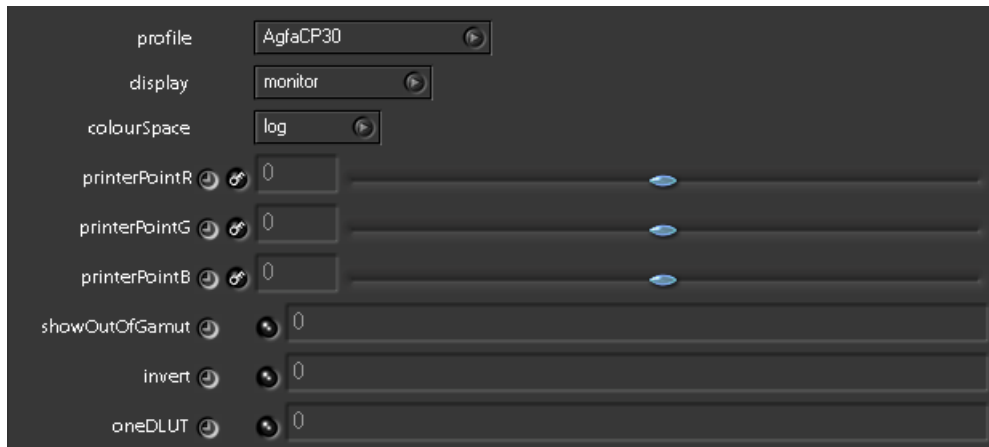 profile AgfaCP30
display monitor
colourSpace log
printerPointR 0
printerPointG 0
printerPointB 0
showOutOfGamut 0
invert 0
oneDLUT 0